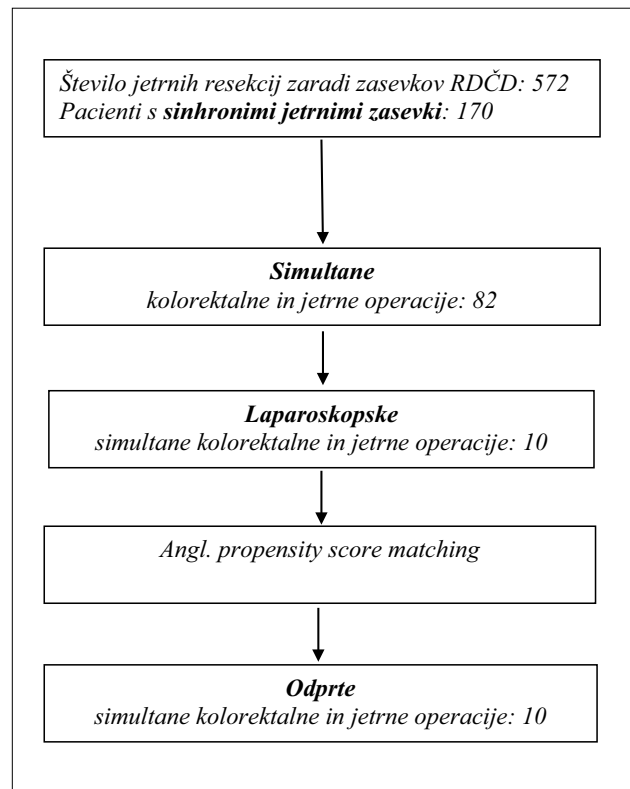 Število jetrnih resekcij zaradi zasevkov RDČD: 572
Pacienti s sinhronimi jetrnimi zasevki: 170
Simultane
kolorektalne in jetrne operacije: 82
Laparoskopske
simultane kolorektalne in jetrne operacije: 10
Angl. propensity score matching
Odprte
simultane kolorektalne in jetrne operacije: 10